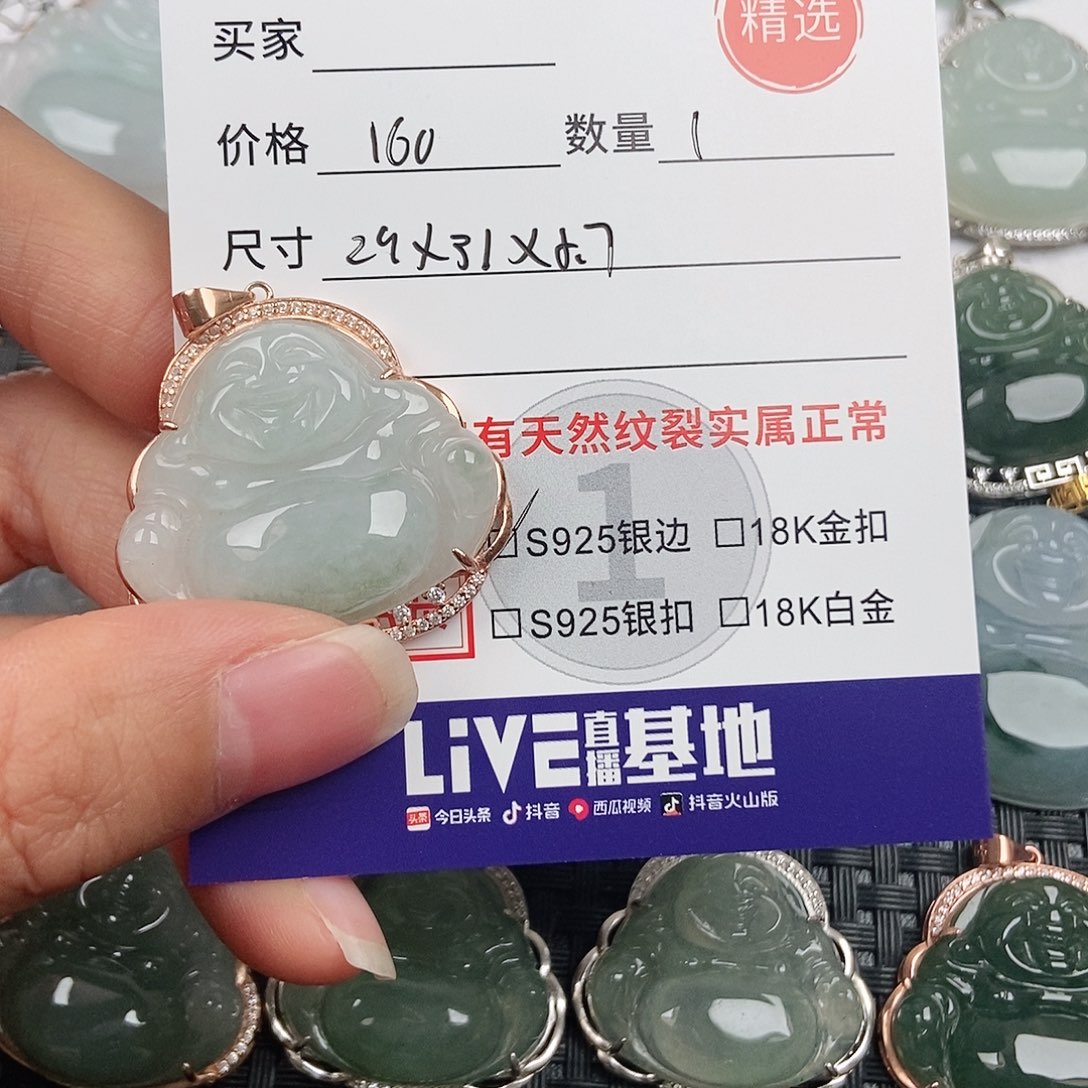 精选
买家
价格 160 数量 1
尺寸 29X31X8.7
有天然纹裂实属正常
1
☑S925银边 □18K金扣
□S925银扣 □18K白金
LiVE直播基地
头条 今日头条 抖音 西瓜视频 抖音火山版